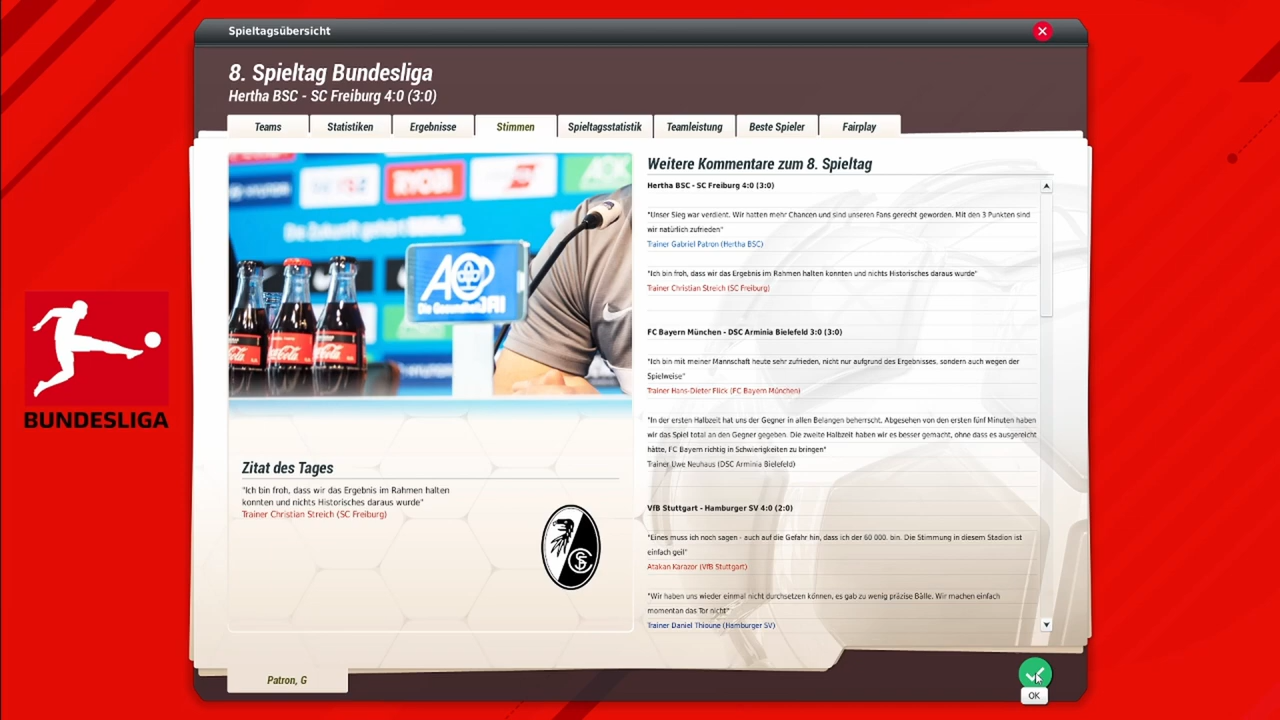 Spieltagsübersicht
8. Spieltag Bundesliga
Hertha BSC - SC Freiburg 4:0 (3:0)
Teams
Statistiken
Ergebnisse
Stimmen
Spieltagsstatistik
Teamleistung
Beste Spieler
Fairplay
RYOBI
AOK
Die Zukunft gehört
AOK
Die Gesundheit
Coca-Cola
BUNDESLIGA
Zitat des Tages
"Ich bin froh, dass wir das Ergebnis im Rahmen halten
konnten und nichts Historisches daraus wurde"
Trainer Christian Streich (SC Freiburg)
Weitere Kommentare zum 8. Spieltag
Hertha BSC - SC Freiburg 4:0 (3:0)
"Unser Sieg war verdient. Wir hatten mehr Chancen und sind unseren Fans gerecht geworden. Mit den 3 Punkten sind
wir natürlich zufrieden"
Trainer Gabriel Patron (Hertha BSC)
"Ich bin froh, dass wir das Ergebnis im Rahmen halten konnten und nichts Historisches daraus wurde"
Trainer Christian Streich (SC Freiburg)
FC Bayern München - DSC Arminia Bielefeld 3:0 (3:0)
"Ich bin mit meiner Mannschaft heute sehr zufrieden, nicht nur aufgrund des Ergebnisses, sondern auch wegen der
Spielweise"
Trainer Hans-Dieter Flick (FC Bayern München)
"In der ersten Halbzeit hat uns der Gegner in allen Belangen beherrscht. Abgesehen von den ersten fünf Minuten haben
wir das Spiel total an den Gegner gegeben. Die zweite Halbzeit haben wir es besser gemacht, ohne dass es ausgereicht
hätte, FC Bayern richtig in Schwierigkeiten zu bringen"
Trainer Uwe Neuhaus (DSC Arminia Bielefeld)
VfB Stuttgart - Hamburger SV 4:0 (2:0)
"Eines muss ich noch sagen - auch auf die Gefahr hin, dass ich der 60 000. bin. Die Stimmung in diesem Stadion ist
einfach geil"
Atakan Karazor (VfB Stuttgart)
"Wir haben uns wieder einmal nicht durchsetzen können, es gab zu wenig präzise Bälle. Wir machen einfach
momentan das Tor nicht"
Trainer Daniel Thioune (Hamburger SV)
Patron, G
OK